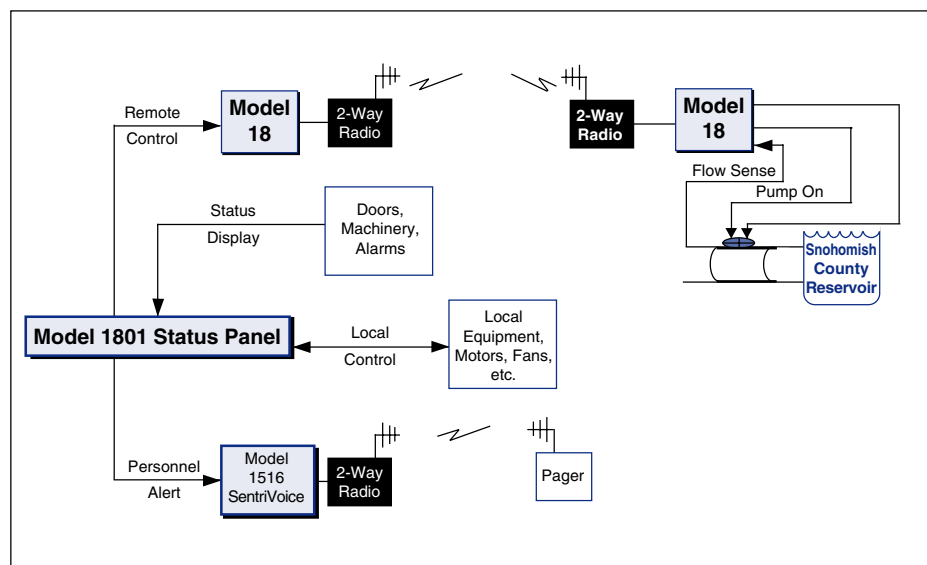 Remote
Control
Model
18
2-Way
Radio
2-Way
Radio
Model
18
Flow Sense
Pump On
Snohomish
County
Reservoir
Status
Display
Doors,
Machinery,
Alarms
Model 1801 Status Panel
Local
Control
Local
Equipment,
Motors, Fans,
etc.
Personnel
Alert
Model
1516
SentriVoice
2-Way
Radio
Pager